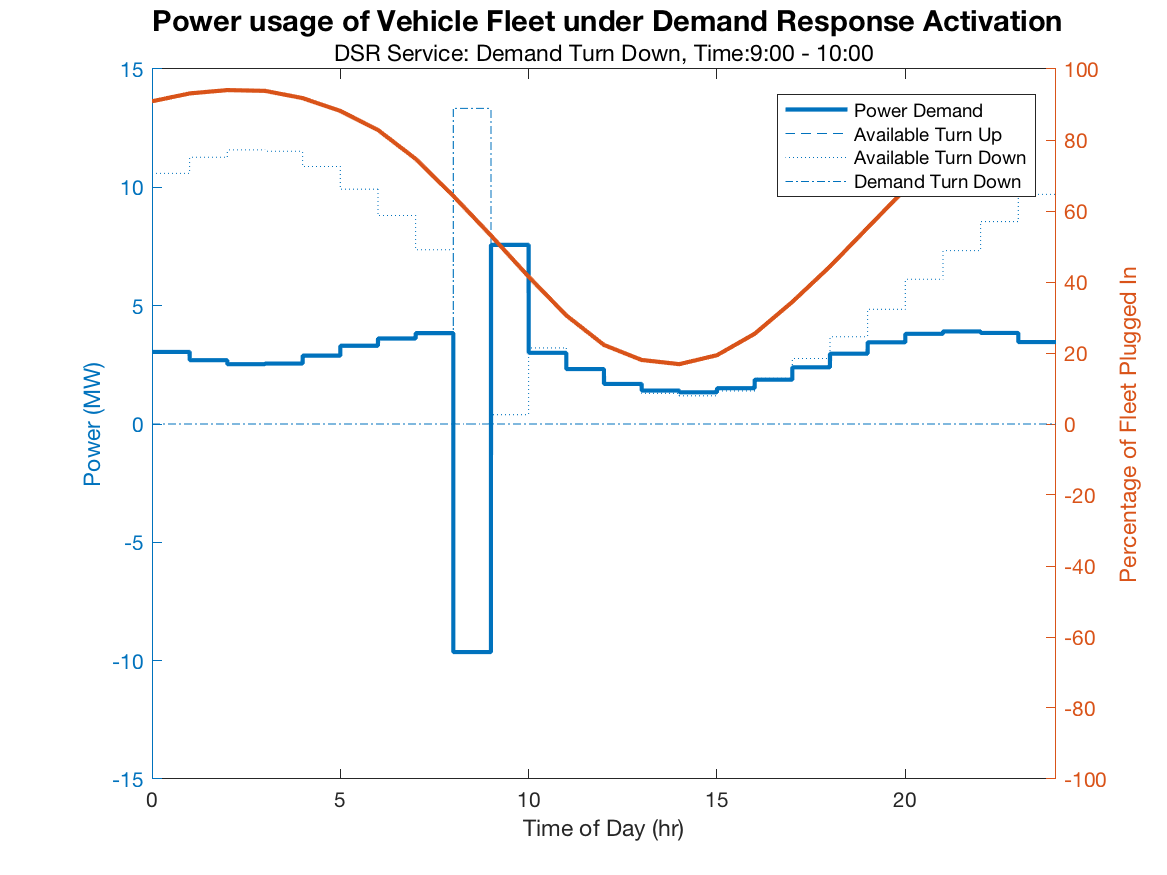 Power usage of Vehicle Fleet under Demand Response Activation
DSR Service: Demand Turn Down, Time:9:00 - 10:00
15
10
5
0
-5
-10
-15
Power (MW)
100
80
60
40
20
0
-20
-40
-60
-80
-100
Percentage of Fleet Plugged In
Power Demand
Available Turn Up
Available Turn Down
Demand Turn Down
0
5
10
15
20
Time of Day (hr)